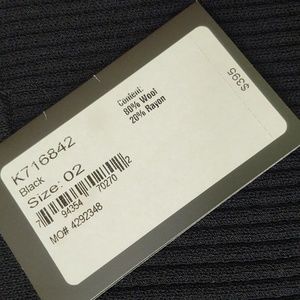 K716842
Black
Size: 02
7 94354 70270 2
MO# 4292348
Content:
80% Wool
20% Rayon
$395